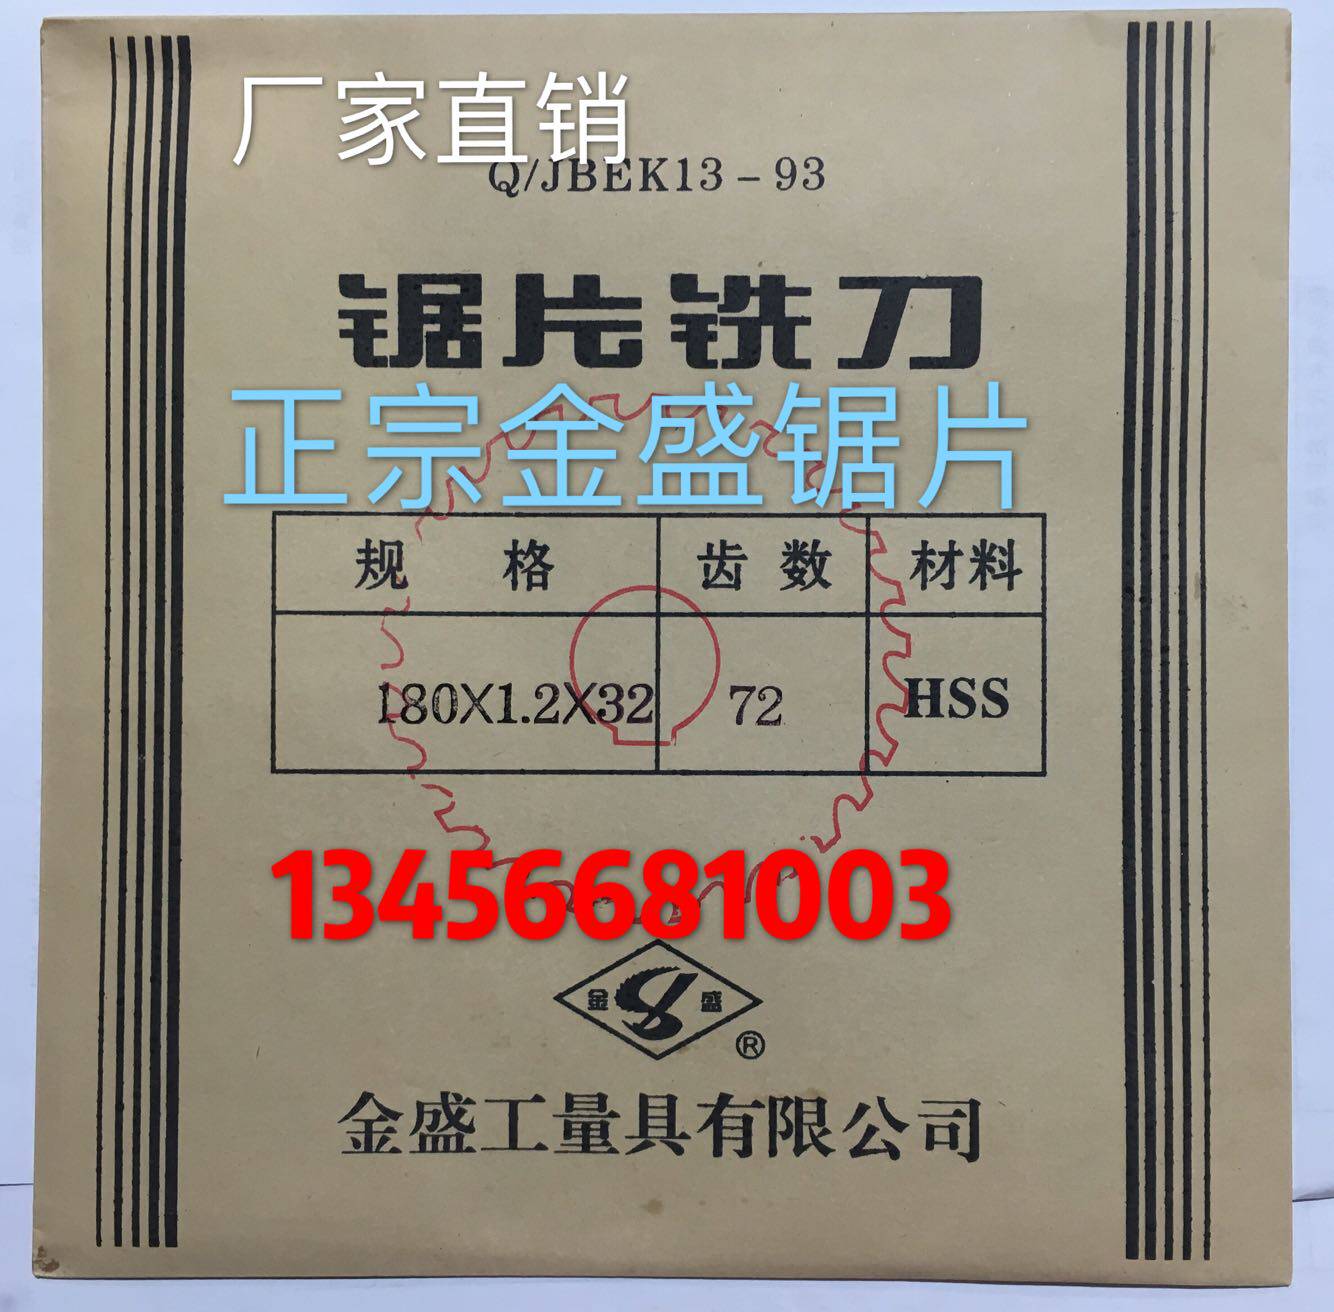 厂家直销
Q/JBEK13-93
锯片铣刀
正宗金盛锯片
规 格 齿 数 材料
180X1.2X32 72 HSS
13456681003
金 盛
®
金盛工量具有限公司